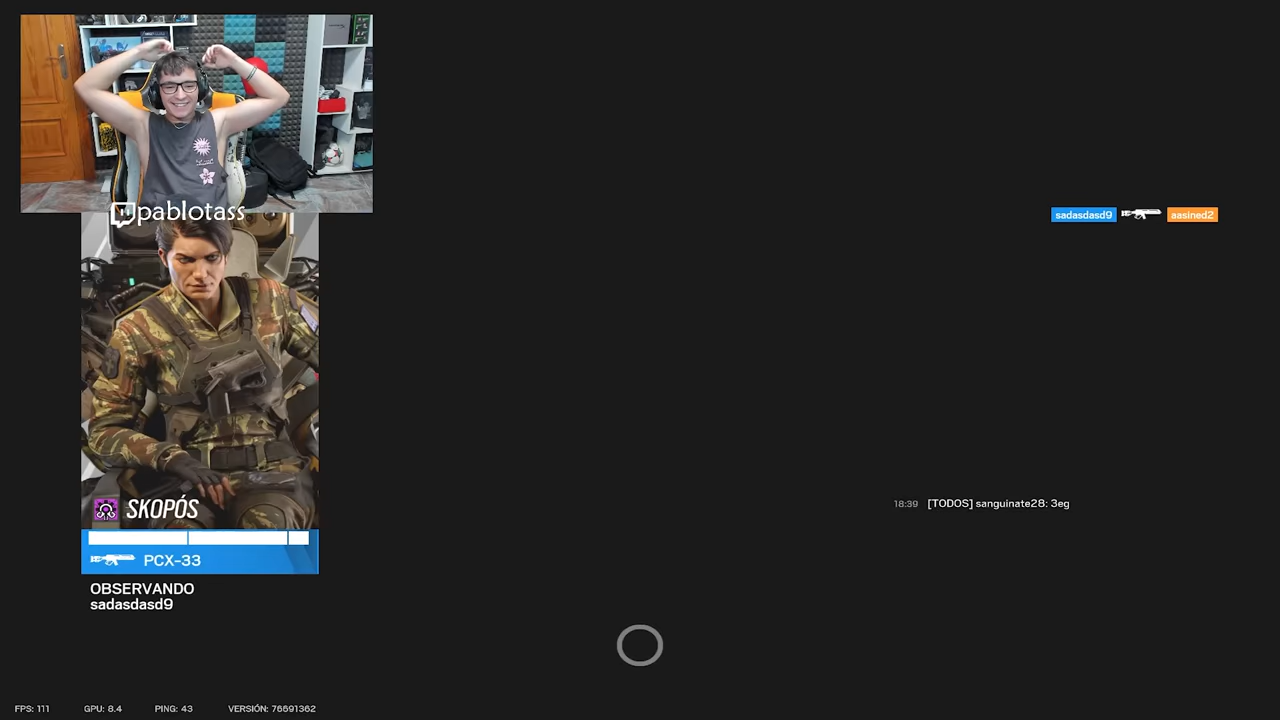 pablotass
sadasdasd9
aasined2
SKOPÓS
18:39 [TODOS] sanguinate28: 3eg
PCX-33
OBSERVANDO
sadasdasd9
FPS: 111 GPU: 8.4 PING: 43 VERSIÓN: 76691362